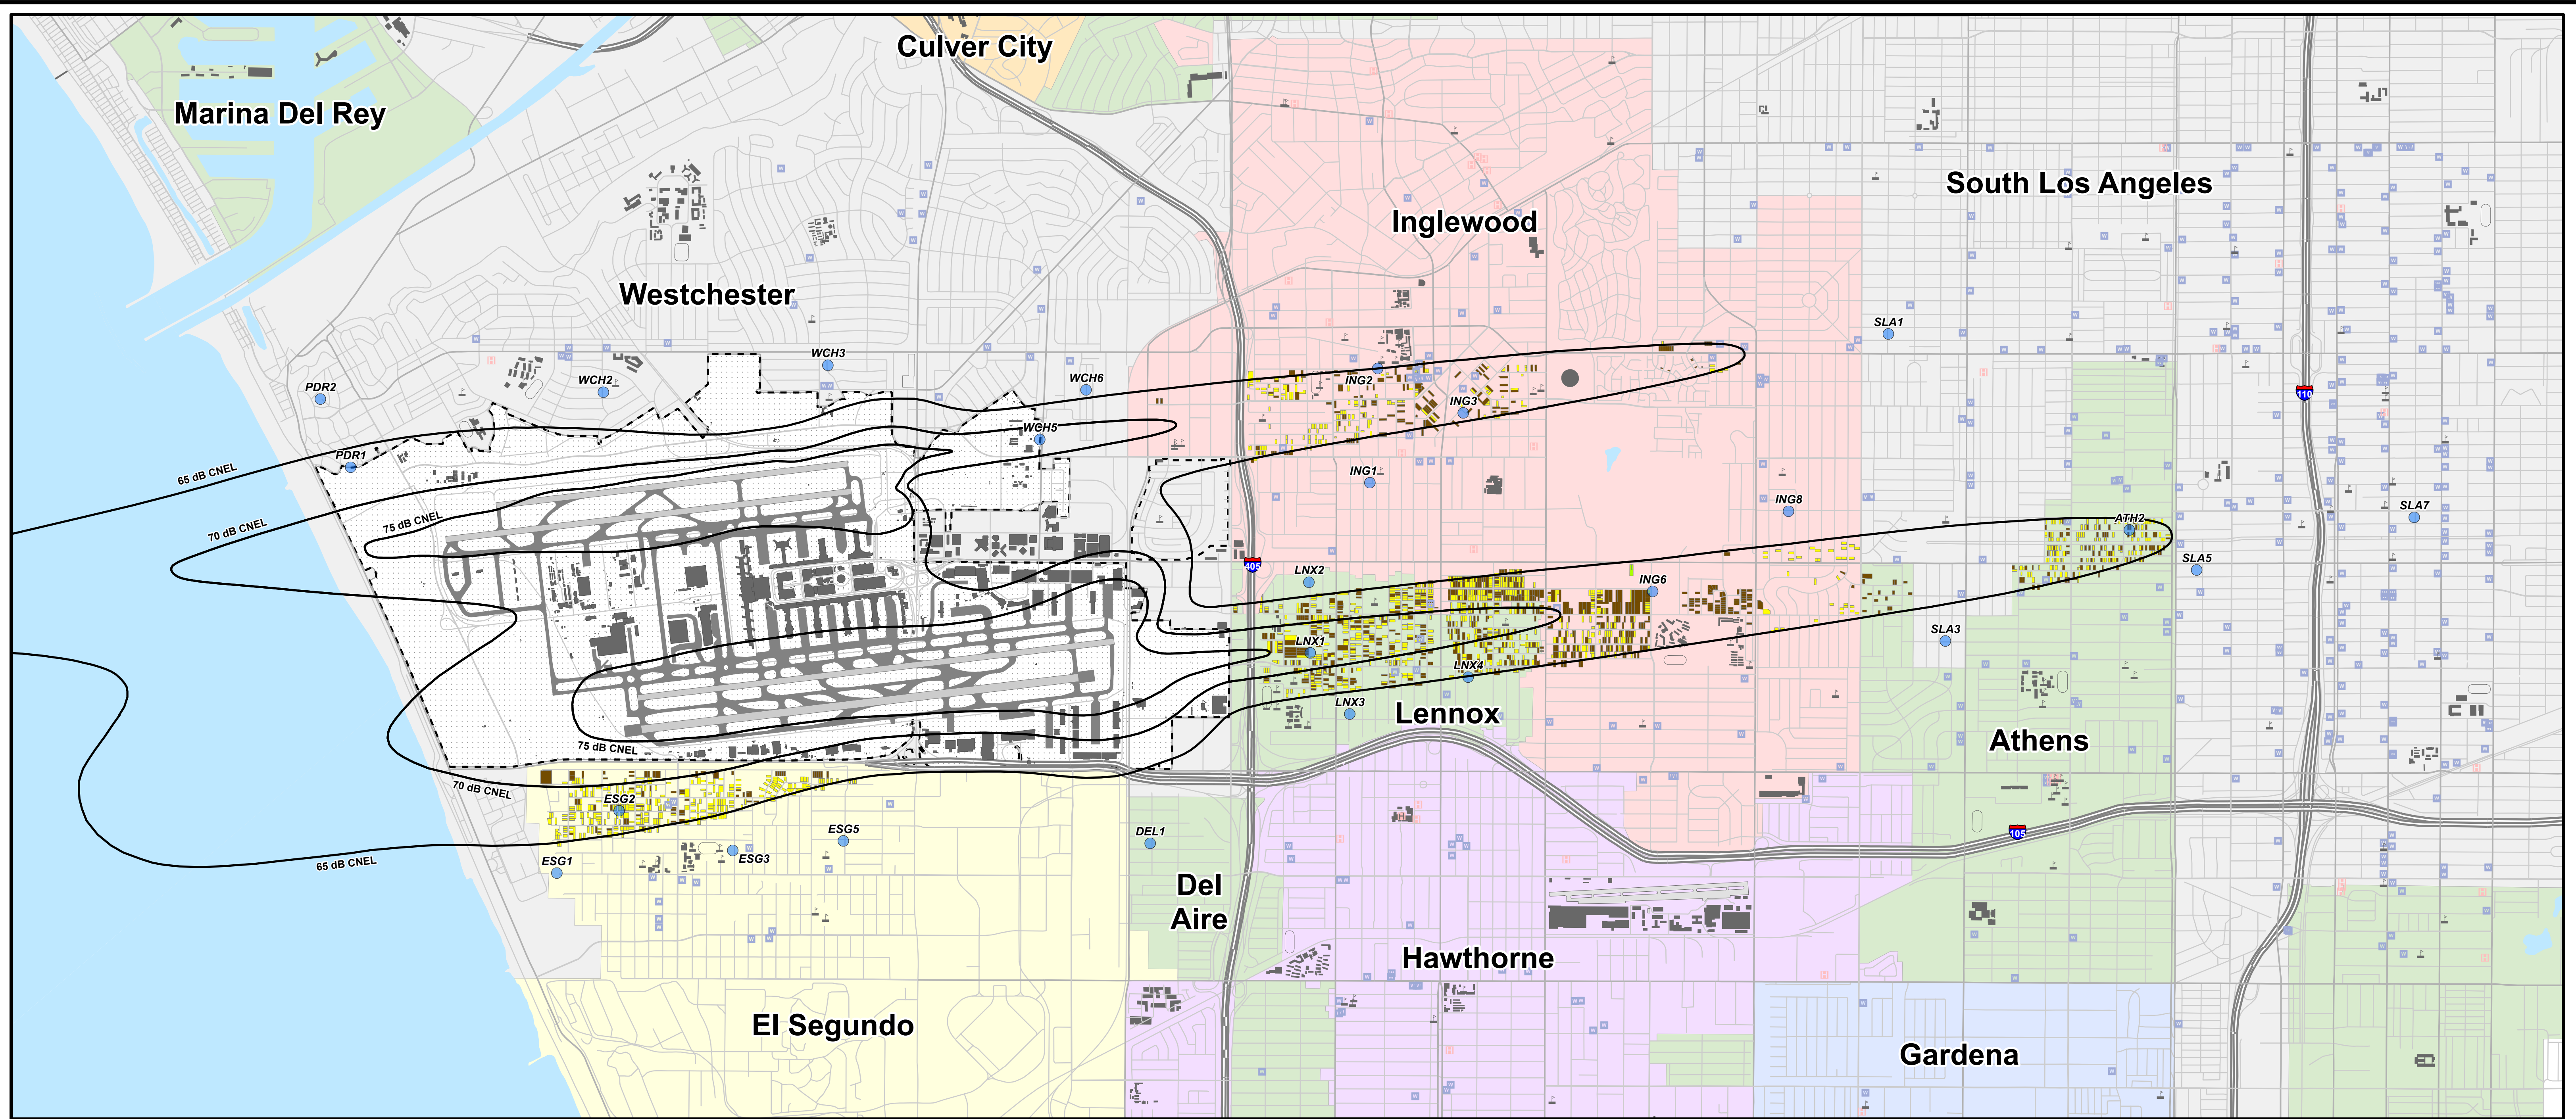 Culver City
Marina Del Rey
South Los Angeles
Inglewood
Westchester
SLA1
WCH3
WCH2
WCH6
PDR2
ING2
ING3
110
WCH5
PDR1
65 dB CNEL
ING1
ING8
SLA7
70 dB CNEL
75 dB CNEL
ATH2
405
SLA5
LNX2
ING6
SLA3
LNX1
LNX4
LNX3
Lennox
Athens
75 dB CNEL
70 dB CNEL
ESG2
ESG5
DEL1
105
ESG1
ESG3
65 dB CNEL
Del
Aire
Hawthorne
El Segundo
Gardena